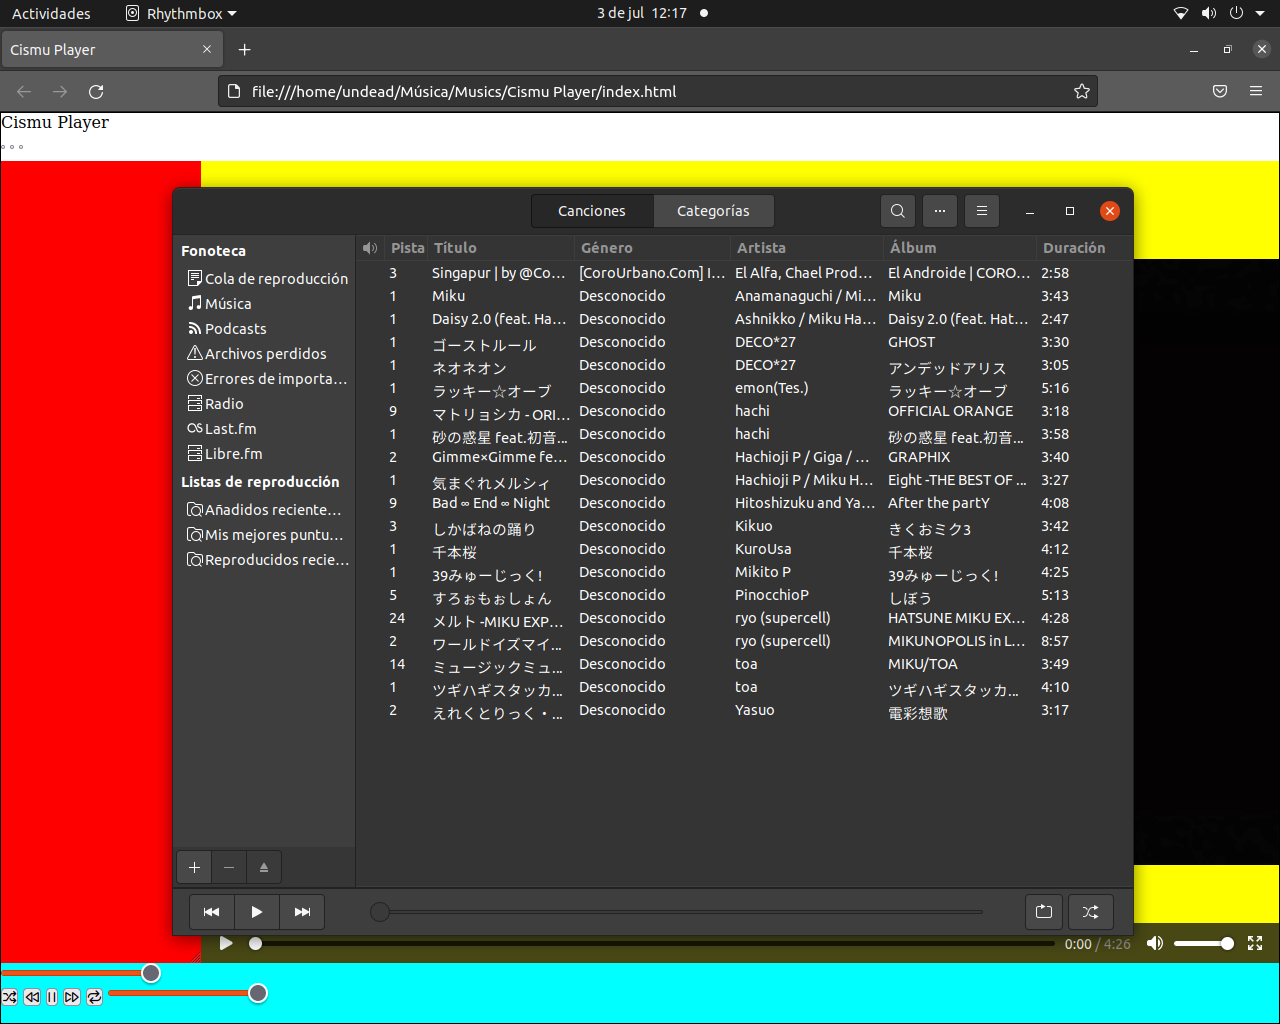 Actividades Rhythmbox 3 de jul 12:17
Cismu Player
file:///home/undead/Música/Musics/Cismu Player/index.html
Cismu Player
Canciones Categorías
Fonoteca
Cola de reproducción
Música
Podcasts
Archivos perdidos
Errores de importa...
Radio
Last.fm
Libre.fm
Listas de reproducción
Añadidos reciente...
Mis mejores puntu...
Reproducidos recie...
Pista Título Género Artista Álbum Duración
3 Singapur | by @Co... [CoroUrbano.Com] I... El Alfa, Chael Prod... El Androide | CORO... 2:58
1 Miku Desconocido Anamanaguchi / Mi... Miku 3:43
1 Daisy 2.0 (feat. Ha... Desconocido Ashnikko / Miku Ha... Daisy 2.0 (feat. Hat... 2:47
1 ゴーストルール Desconocido DECO*27 GHOST 3:30
1 ネオネオン Desconocido DECO*27 アンデッドアリス 3:05
1 ラッキー☆オーブ Desconocido emon(Tes.) ラッキー☆オーブ 5:16
9 マトリョシカ - ORI... Desconocido hachi OFFICIAL ORANGE 3:18
1 砂の惑星 feat.初音... Desconocido hachi 砂の惑星 feat.初音... 3:58
2 Gimme×Gimme fe... Desconocido Hachioji P / Giga / ... GRAPHIX 3:40
1 気まぐれメルシィ Desconocido Hachioji P / Miku H... Eight -THE BEST OF ... 3:27
9 Bad ∞ End ∞ Night Desconocido Hitoshizuku and Ya... After the partY 4:08
3 しかばねの踊り Desconocido Kikuo きくおミク3 3:42
1 千本桜 Desconocido KuroUsa 千本桜 4:12
1 39みゅーじっく! Desconocido Mikito P 39みゅーじっく! 4:25
5 すろぉもぉしょん Desconocido PinocchioP しぼう 5:13
24 メルト -MIKU EXP... Desconocido ryo (supercell) HATSUNE MIKU EX... 4:28
2 ワールドイズマイ... Desconocido ryo (supercell) MIKUNOPOLIS in L... 8:57
14 ミュージックミュ... Desconocido toa MIKU/TOA 3:49
1 ツギハギスタッカ... Desconocido toa ツギハギスタッカ... 4:10
2 えれくとりっく・... Desconocido Yasuo 電彩想歌 3:17
0:00 / 4:26